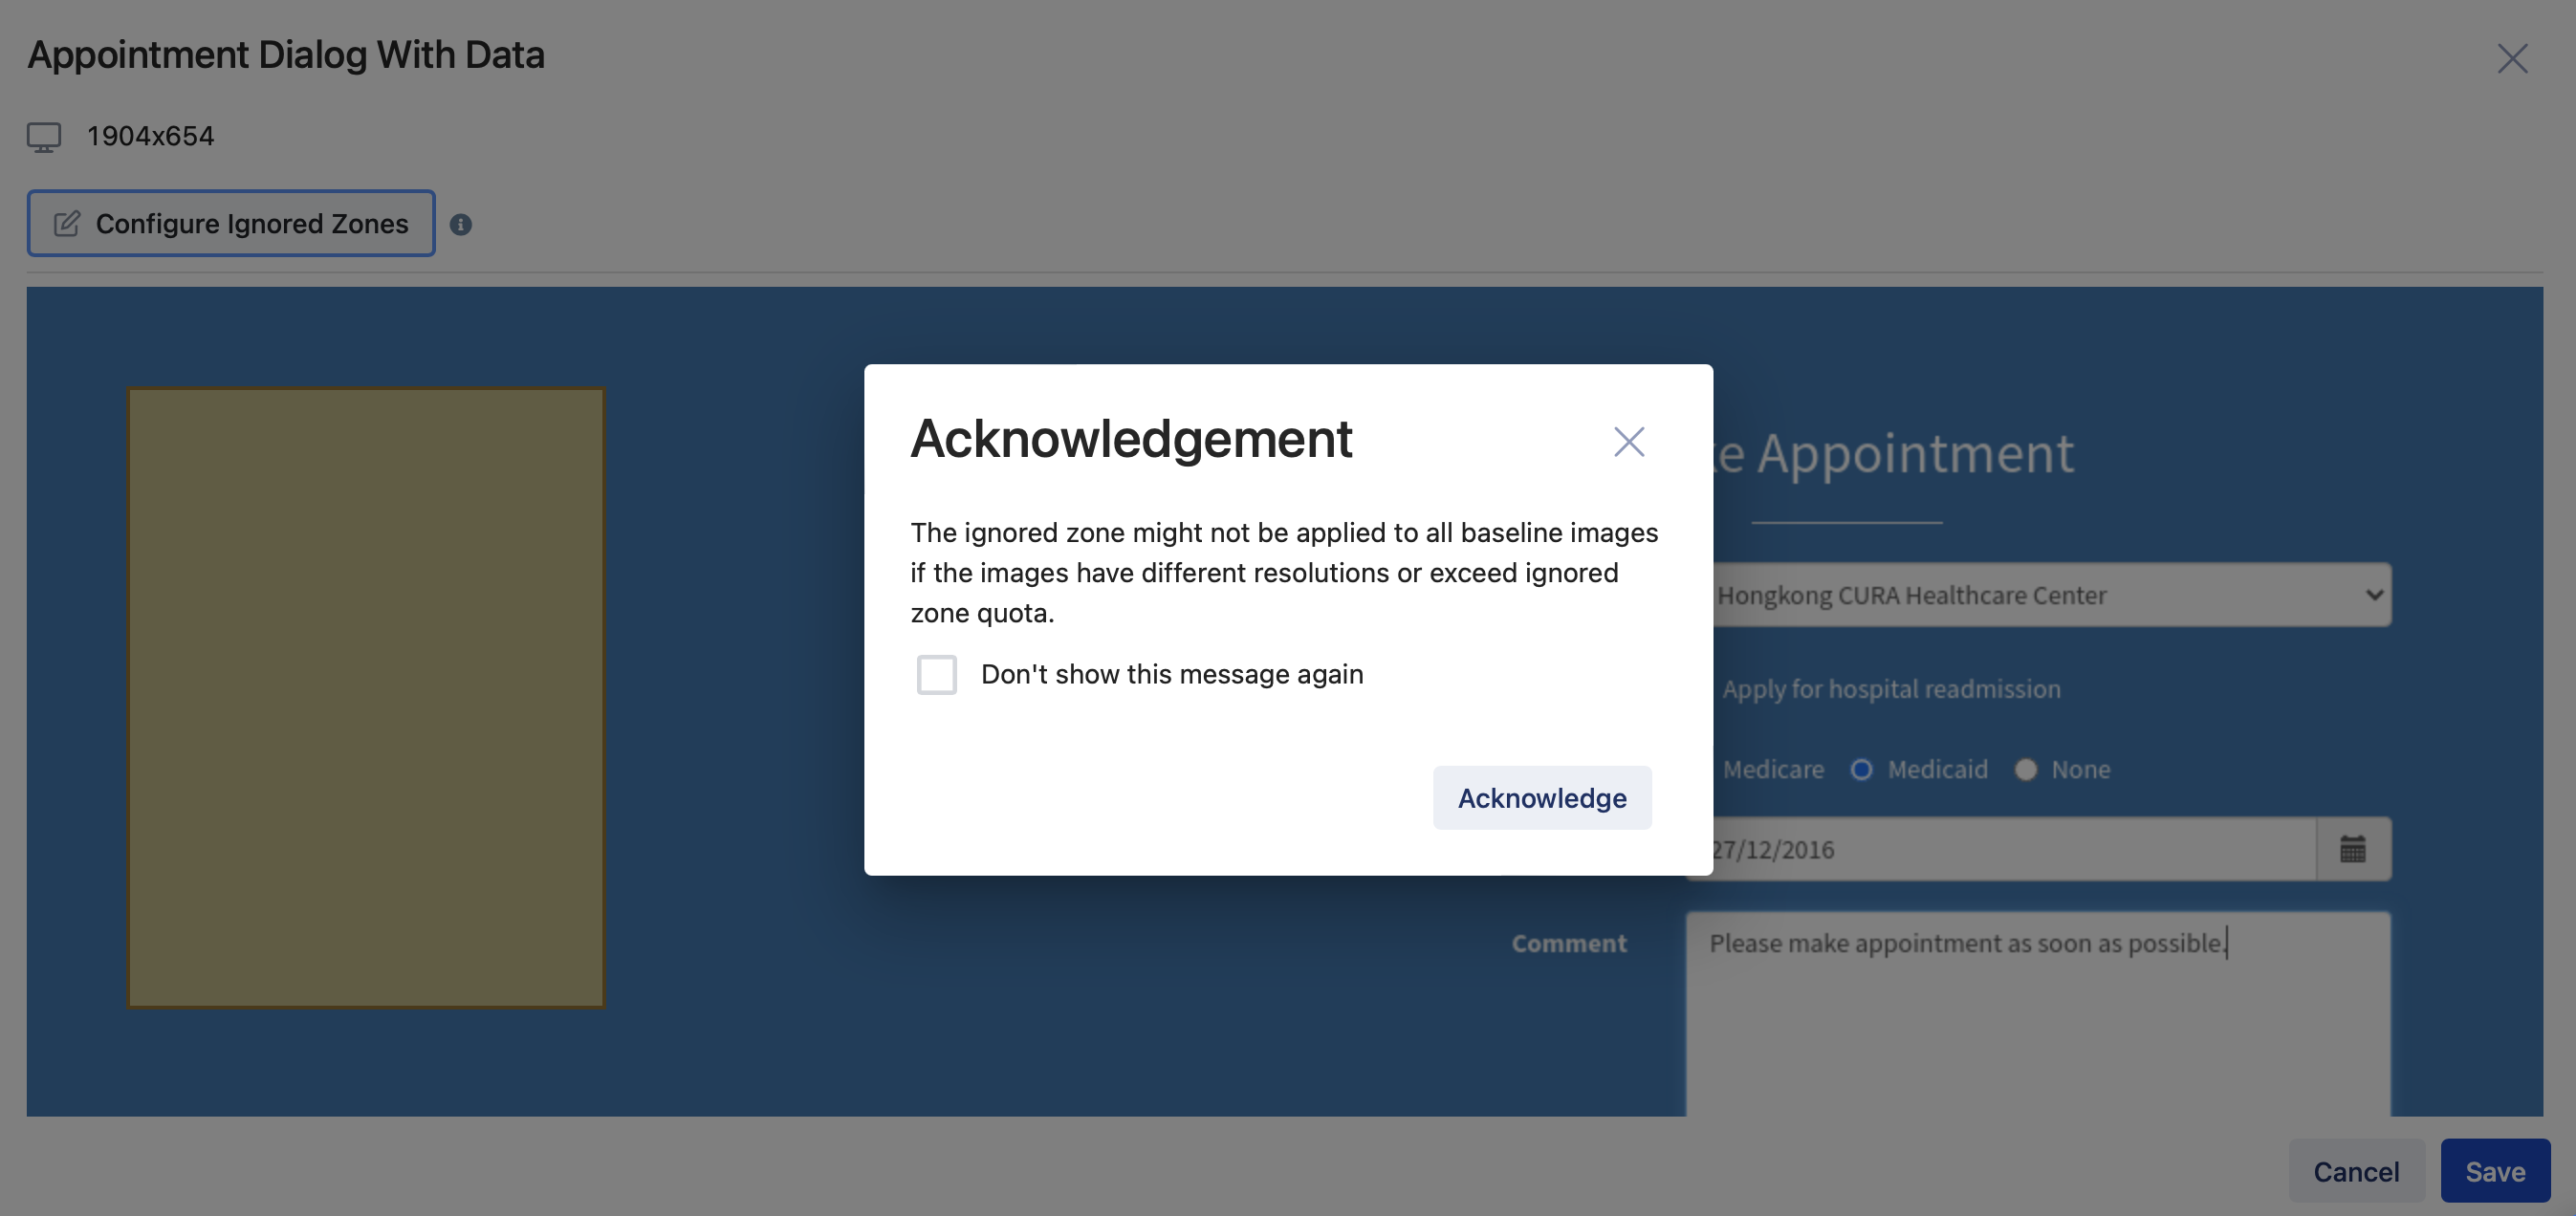 Appointment Dialog With Data
1904x654
Configure Ignored Zones
Acknowledgement
The ignored zone might not be applied to all baseline images
if the images have different resolutions or exceed ignored
zone quota.
Don't show this message again
Acknowledge
Appointment
Hongkong CURA Healthcare Center
Apply for hospital readmission
Medicare Medicaid None
27/12/2016
Comment
Please make appointment as soon as possible.
Cancel
Save